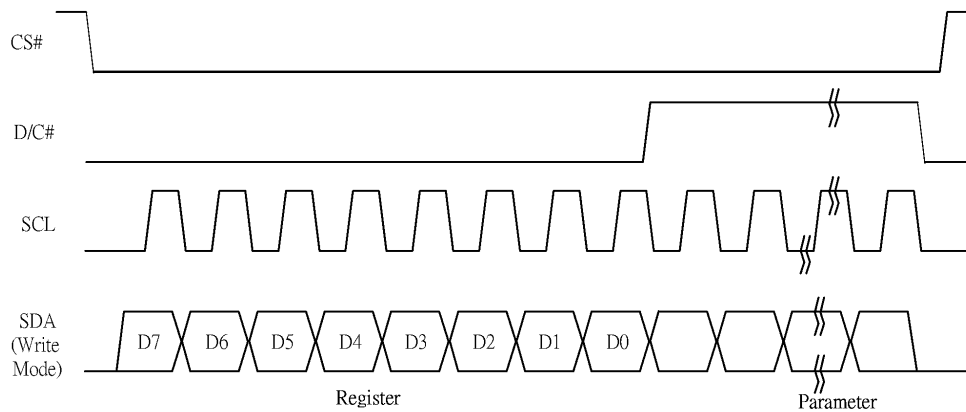 CS#
D/C#
SCL
SDA
(Write
Mode)
D7 D6 D5 D4 D3 D2 D1 D0
Register Parameter